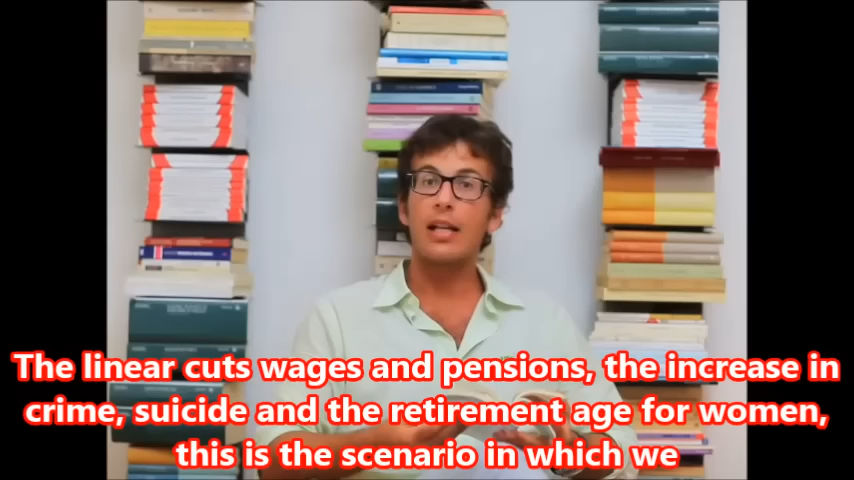 The linear cuts wages and pensions, the increase in
crime, suicide and the retirement age for women,
this is the scenario in which we